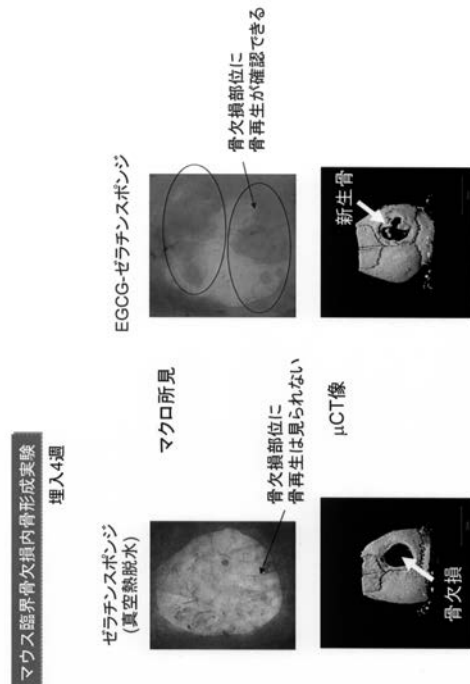 マウス臨界骨欠損内骨形成実験
埋入4週
ゼラチンスポンジ
(真空熱脱水)
EGCG-ゼラチンスポンジ
マクロ所見
骨欠損部位に
骨再生は見られない
骨欠損部位に
骨再生が確認できる
μCT像
骨欠損
新生骨